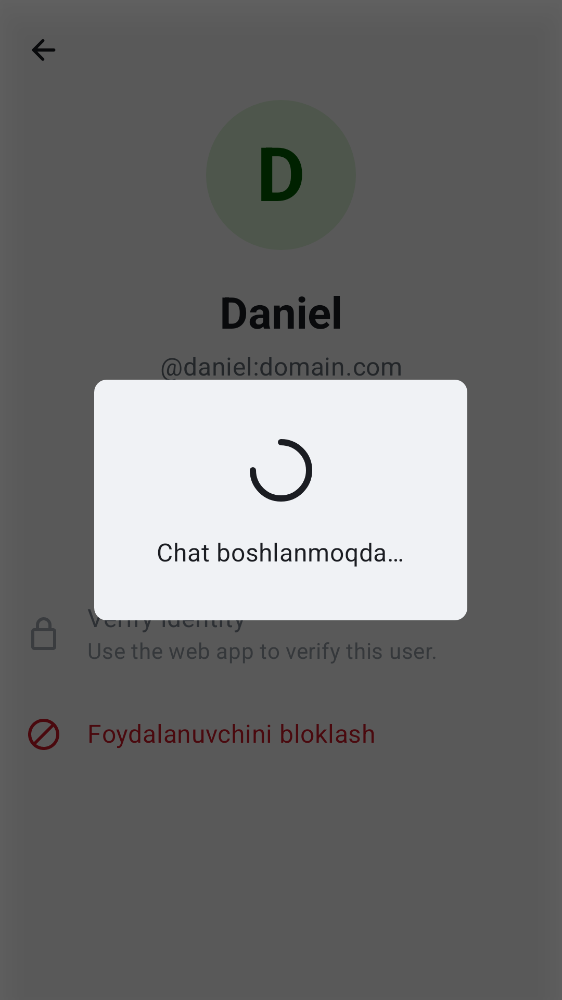 D
Daniel
@daniel:domain.com
Chat boshlanmoqda…
Verify identity
Use the web app to verify this user.
Foydalanuvchini bloklash